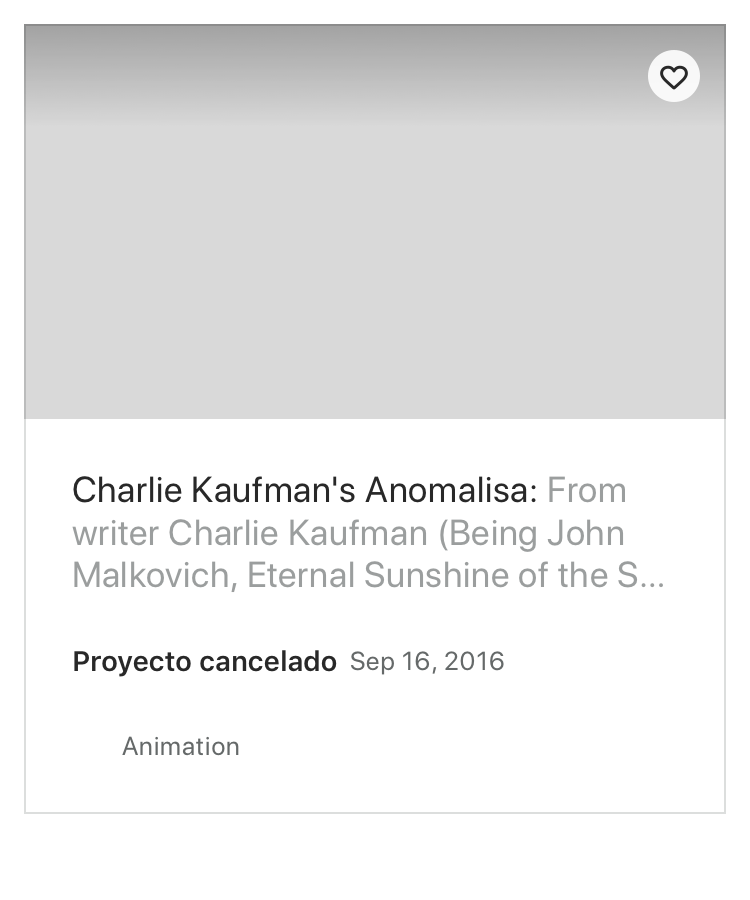 Charlie Kaufman's Anomalisa: From
writer Charlie Kaufman (Being John
Malkovich, Eternal Sunshine of the S...
Proyecto cancelado Sep 16, 2016
Animation